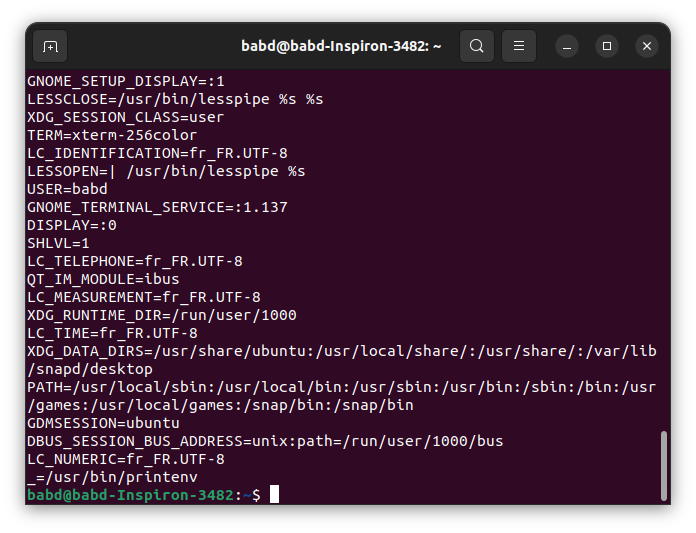 babd@babd-Inspiron-3482: ~
GNOME_SETUP_DISPLAY=:1
LESSCLOSE=/usr/bin/lesspipe %s %s
XDG_SESSION_CLASS=user
TERM=xterm-256color
LC_IDENTIFICATION=fr_FR.UTF-8
LESSOPEN=| /usr/bin/lesspipe %s
USER=babd
GNOME_TERMINAL_SERVICE=:1.137
DISPLAY=:0
SHLVL=1
LC_TELEPHONE=fr_FR.UTF-8
QT_IM_MODULE=ibus
LC_MEASUREMENT=fr_FR.UTF-8
XDG_RUNTIME_DIR=/run/user/1000
LC_TIME=fr_FR.UTF-8
XDG_DATA_DIRS=/usr/share/ubuntu:/usr/local/share/:/usr/share/:/var/lib
/snapd/desktop
PATH=/usr/local/sbin:/usr/local/bin:/usr/sbin:/usr/bin:/sbin:/bin:/usr
/games:/usr/local/games:/snap/bin:/snap/bin
GDMSESSION=ubuntu
DBUS_SESSION_BUS_ADDRESS=unix:path=/run/user/1000/bus
LC_NUMERIC=fr_FR.UTF-8
_=/usr/bin/printenv
babd@babd-Inspiron-3482:~$